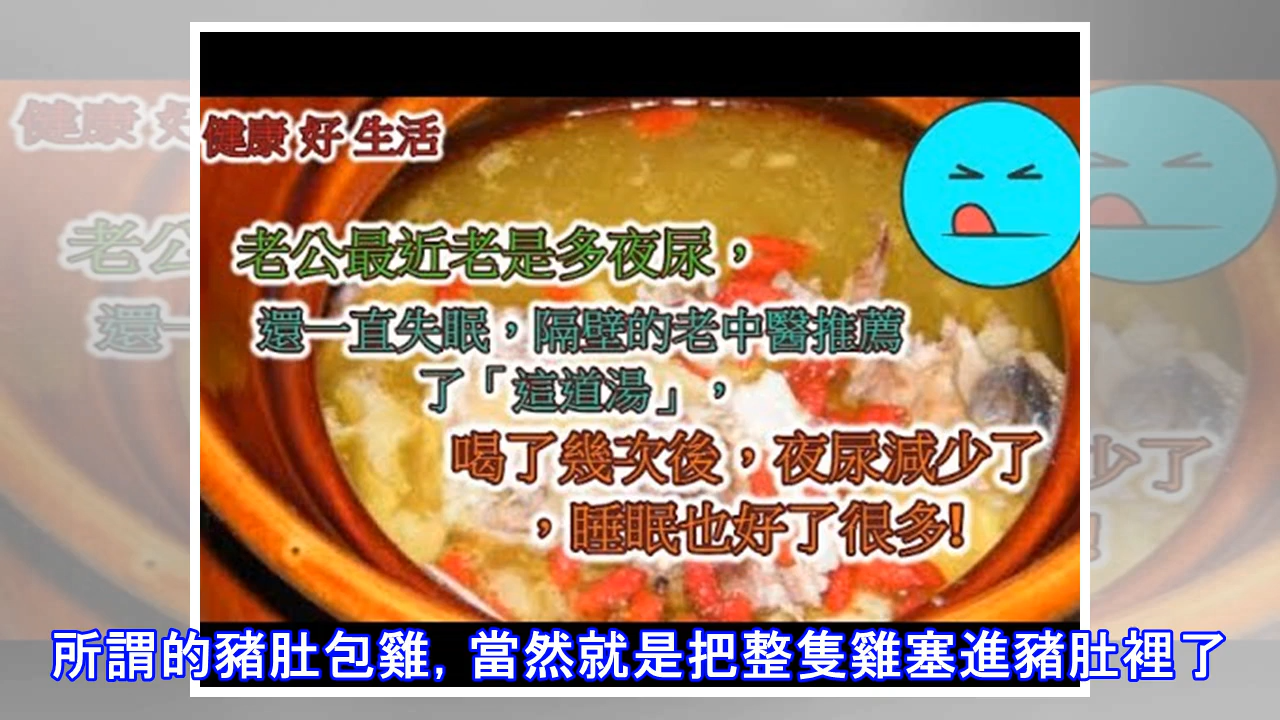 健康 好 生活
老公最近老是多夜尿，
還一直失眠，隔壁的老中醫推薦
了「這道湯」，
喝了幾次後，夜尿減少了
，睡眠也好了很多!
所謂的豬肚包雞, 當然就是把整隻雞塞進豬肚裡了